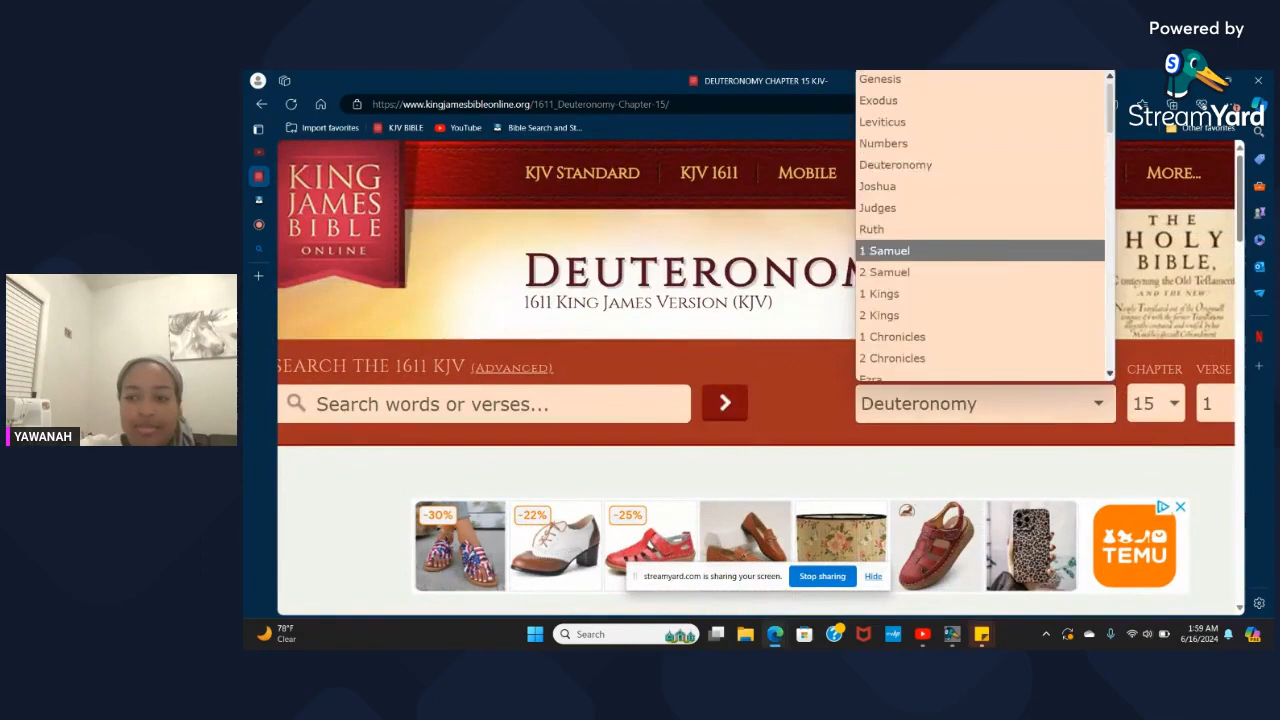 Powered by
StreamYard
YAWANAH
DEUTERONOMY CHAPTER 15 KJV-
https://www.kingjamesbibleonline.org/1611_Deuteronomy-Chapter-15/
Import favorites
KJV BIBLE
YouTube
Bible Search and St...
Other favorites
KING
JAMES
BIBLE
ONLINE
KJV STANDARD
KJV 1611
MOBILE
MORE...
DEUTERONOM
1611 KING JAMES VERSION (KJV)
THE
HOLY
BIBLE,
SEARCH THE 1611 KJV (ADVANCED)
Search words or verses...
Genesis
Exodus
Leviticus
Numbers
Deuteronomy
Joshua
Judges
Ruth
1 Samuel
2 Samuel
1 Kings
2 Kings
1 Chronicles
2 Chronicles
Ezra
CHAPTER
VERSE
Deuteronomy
15
1
-30%
-22%
-25%
TEMU
streamyard.com is sharing your screen.
Stop sharing
Hide
78°F
Clear
Search
1:59 AM
6/16/2024